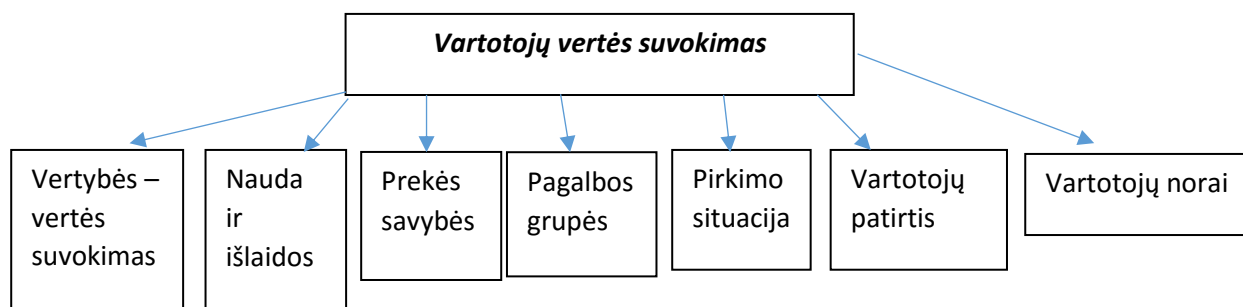 Vartotojų vertės suvokimas
Vertybės –
vertės
suvokimas
Nauda
ir
išlaidos
Prekės
savybės
Pagalbos
grupės
Pirkimo
situacija
Vartotojų
patirtis
Vartotojų norai